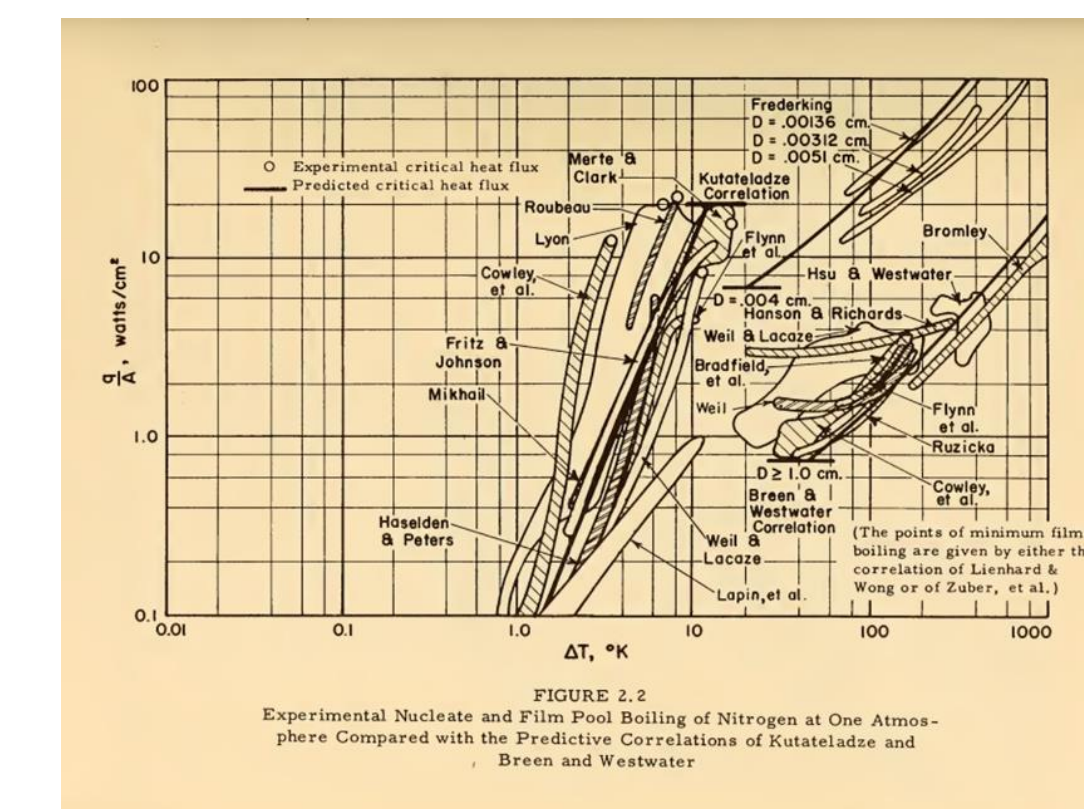 100
10
1.0
0.1
q/A , watts/cm²
Experimental critical heat flux
Predicted critical heat flux
Merte &
Clark
Roubeau
Lyon
Cowley,
et al.
Fritz &
Johnson
Mikhail
Haselden
& Peters
Frederking
D = .00136 cm.
D = .00312 cm
D = .0051 cm.
Kutateladze
Correlation
Flynn
et al.
Bromley
Hsu & Westwater
D = .004 cm.
Hanson & Richards
Weil & Lacaze
Bradfield,
et al.
Weil
Flynn
et al.
Ruzicka
Cowley,
et al.
D ≥ 1.0 cm.
Breen &
Westwater
Correlation
Weil &
Lacaze
Lapin, et al.
(The points of minimum film
boiling are given by either th
correlation of Lienhard &
Wong or of Zuber, et al.)
0.01
0.1
1.0
10
100
1000
ΔT, °K
FIGURE 2.2
Experimental Nucleate and Film Pool Boiling of Nitrogen at One Atmos-
phere Compared with the Predictive Correlations of Kutateladze and
Breen and Westwater